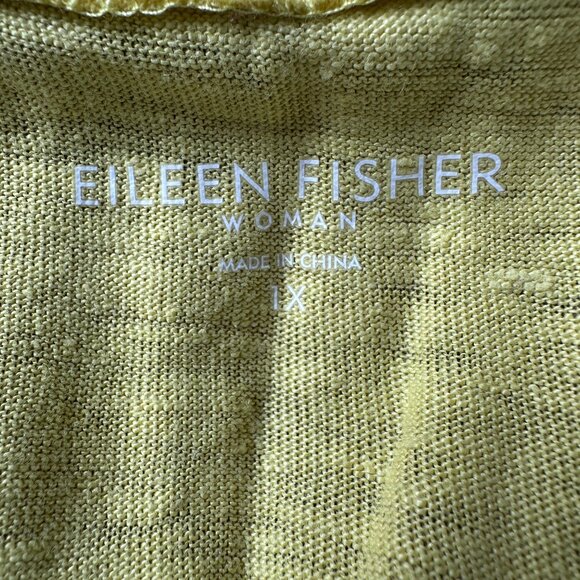 EILEEN FISHER
WOMAN
MADE IN CHINA
1X